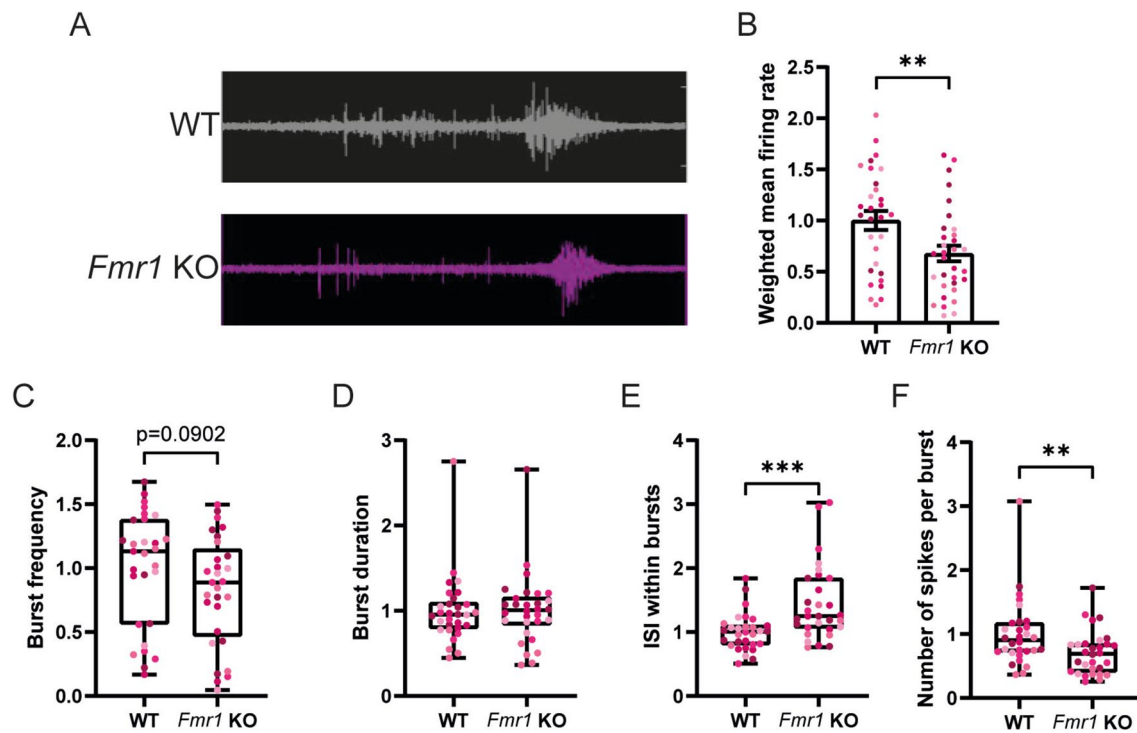 A
WT
Fmr1 KO
B
Weighted mean firing rate
2.5
2.0
1.5
1.0
0.5
0.0
**
WT
Fmr1 KO
C
Burst frequency
2.0
1.5
1.0
0.5
0.0
p=0.0902
WT
Fmr1 KO
D
Burst duration
3
2
1
0
WT
Fmr1 KO
E
ISI within bursts
4
3
2
1
0
***
WT
Fmr1 KO
F
Number of spikes per burst
4
3
2
1
0
**
WT
Fmr1 KO